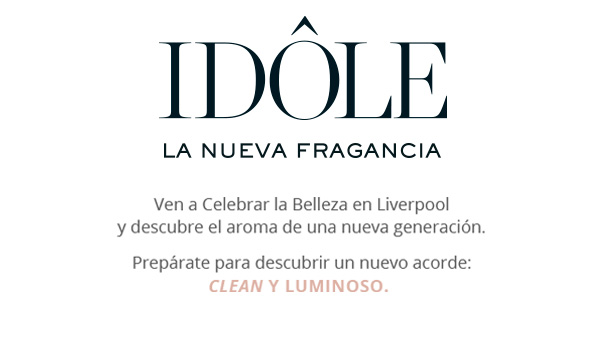 IDÔLE
LA NUEVA FRAGANCIA
Ven a Celebrar la Belleza en Liverpool
y descubre el aroma de una nueva generación.
Prepárate para descubrir un nuevo acorde:
CLEAN Y LUMINOSO.